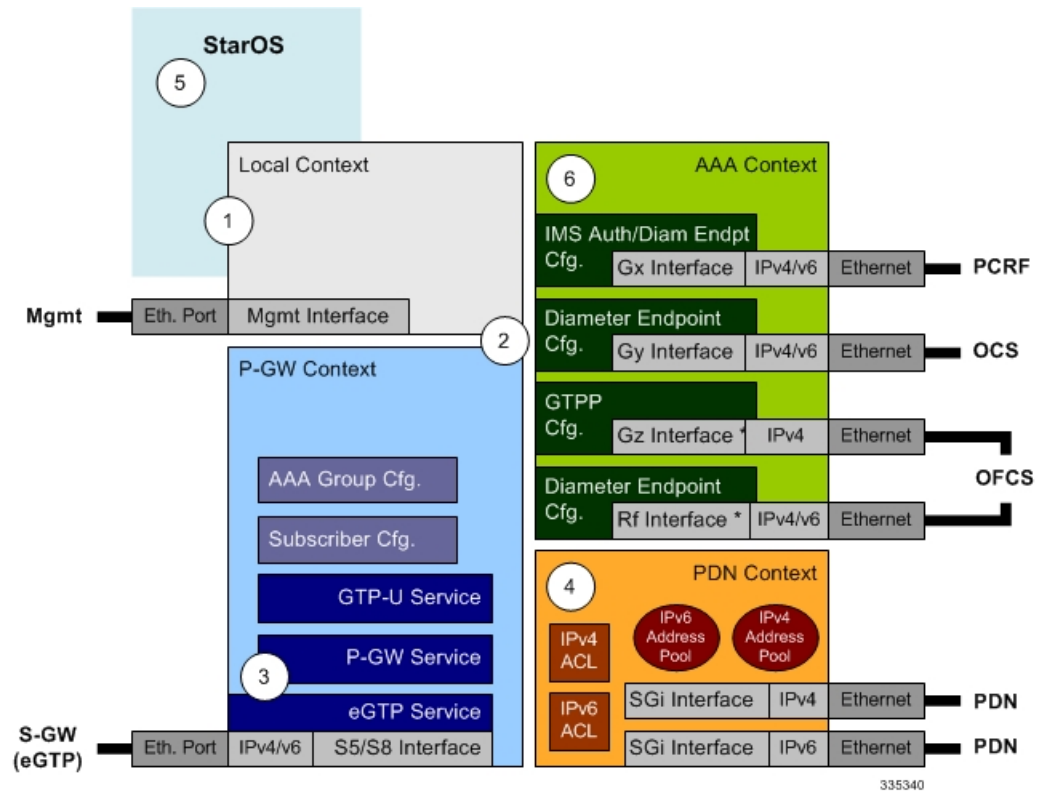 StarOS
5
Local Context
1
Mgmt
Eth. Port
Mgmt Interface
2
P-GW Context
AAA Group Cfg.
Subscriber Cfg.
GTP-U Service
P-GW Service
3
eGTP Service
S-GW
(eGTP)
Eth. Port
IPv4/v6
S5/S8 Interface
6
AAA Context
IMS Auth/Diam Endpt
Cfg.
Gx Interface
IPv4/v6
Ethernet
PCRF
Diameter Endpoint
Cfg.
Gy Interface
IPv4/v6
Ethernet
OCS
GTPP
Cfg.
Gz Interface *
IPv4
Ethernet
OFCS
Diameter Endpoint
Cfg.
Rf Interface *
IPv4/v6
Ethernet
4
PDN Context
IPv6
Address
Pool
IPv4
Address
Pool
IPv4
ACL
IPv6
ACL
SGi Interface
IPv4
Ethernet
PDN
SGi Interface
IPv6
Ethernet
PDN
335340